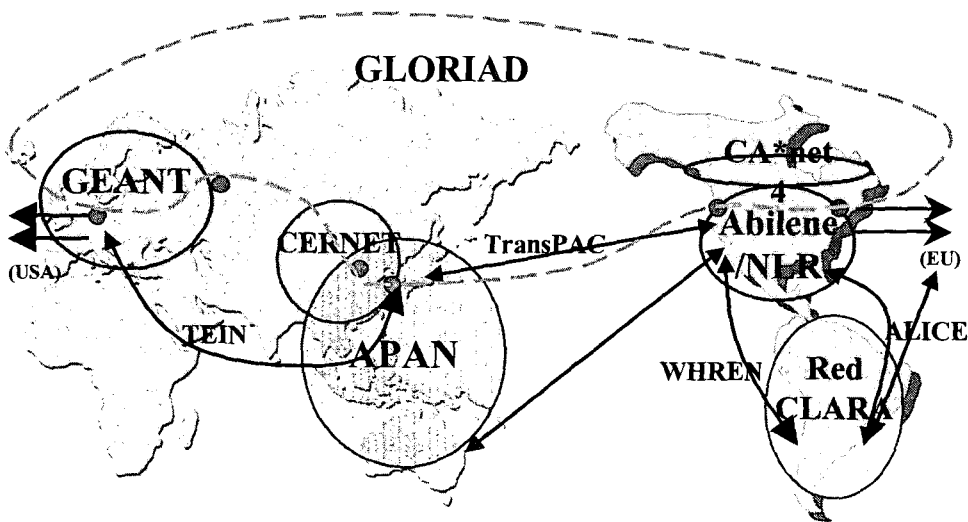 GLORIAD
GEANT
CA*net
4
Abilene
/NLR
CERNET
TransPAC
(USA)
(EU)
TEIN
APAN
WHREN
ALICE
Red
CLARA